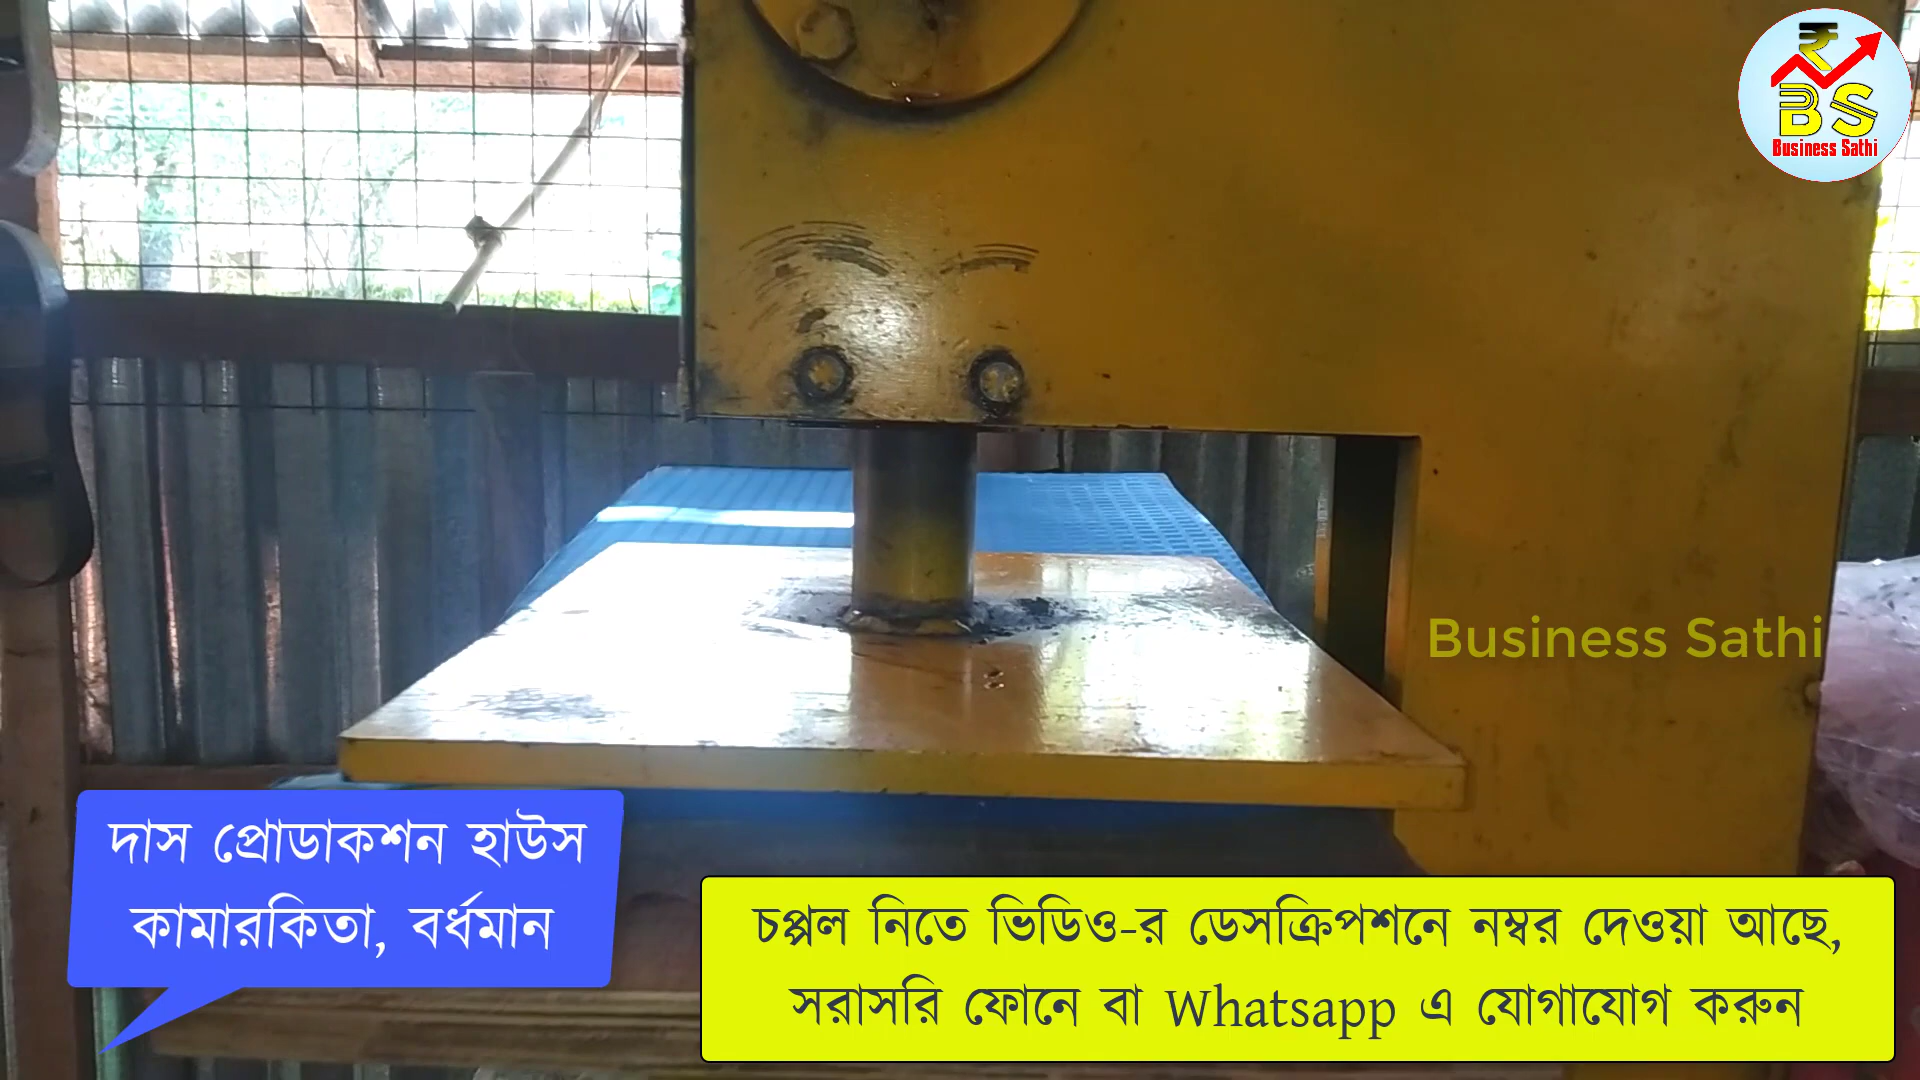 ₹
BS
Business Sathi
Business Sathi
দাস প্রোডাকশন হাউস
কামারকিতা, বর্ধমান
চপ্পল নিতে ভিডিও-র ডেসক্রিপশনে নম্বর দেওয়া আছে,
সরাসরি ফোনে বা Whatsapp এ যোগাযোগ করুন